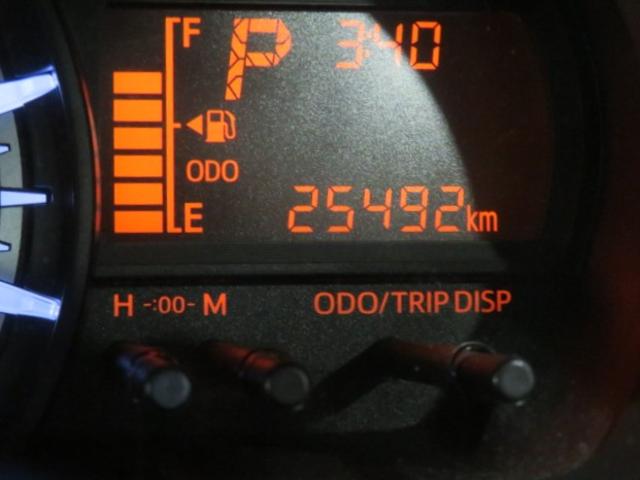 F P 3:40
ODO
E 25492km
H -:00- M ODO/TRIP DISP